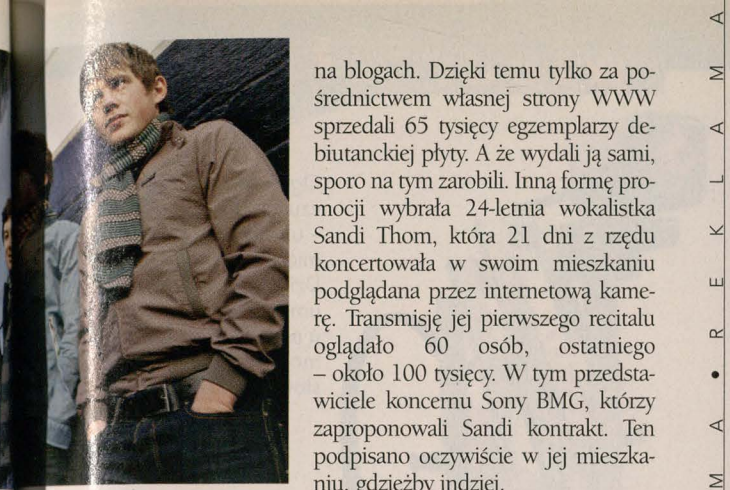 na blogach. Dzięki temu tylko za po-
średnictwem własnej strony WWW
sprzedali 65 tysięcy egzemplarzy de-
biutanckiej płyty. A że wydali ją sami,
sporo na tym zarobili. Inną formę pro-
mocji wybrała 24-letnia wokalistka
Sandi Thom, która 21 dni z rzędu
koncertowała w swoim mieszkaniu
podglądana przez internetową kame-
rę. Transmisję jej pierwszego recitalu
oglądało 60 osób, ostatniego
– około 100 tysięcy. W tym przedsta-
wiciele koncernu Sony BMG, którzy
zaproponowali Sandi kontrakt. Ten
podpisano oczywiście w jej mieszka-
niu, gdzieżby indziej.
M A • R E K L A M A